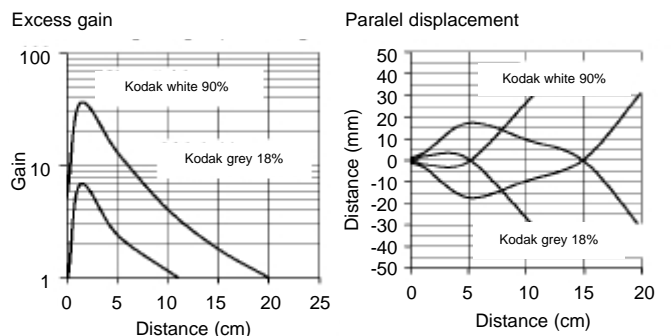 Excess gain
100
Kodak white 90%
Kodak grey 18%
10
Gain
1
0 5 10 15 20 25
Distance (cm)
Paralel displacement
50
40
30
20
10
0
-10
-20
-30
-40
-50
Distance (mm)
Kodak white 90%
Kodak grey 18%
0 5 10 15 20
Distance (cm)